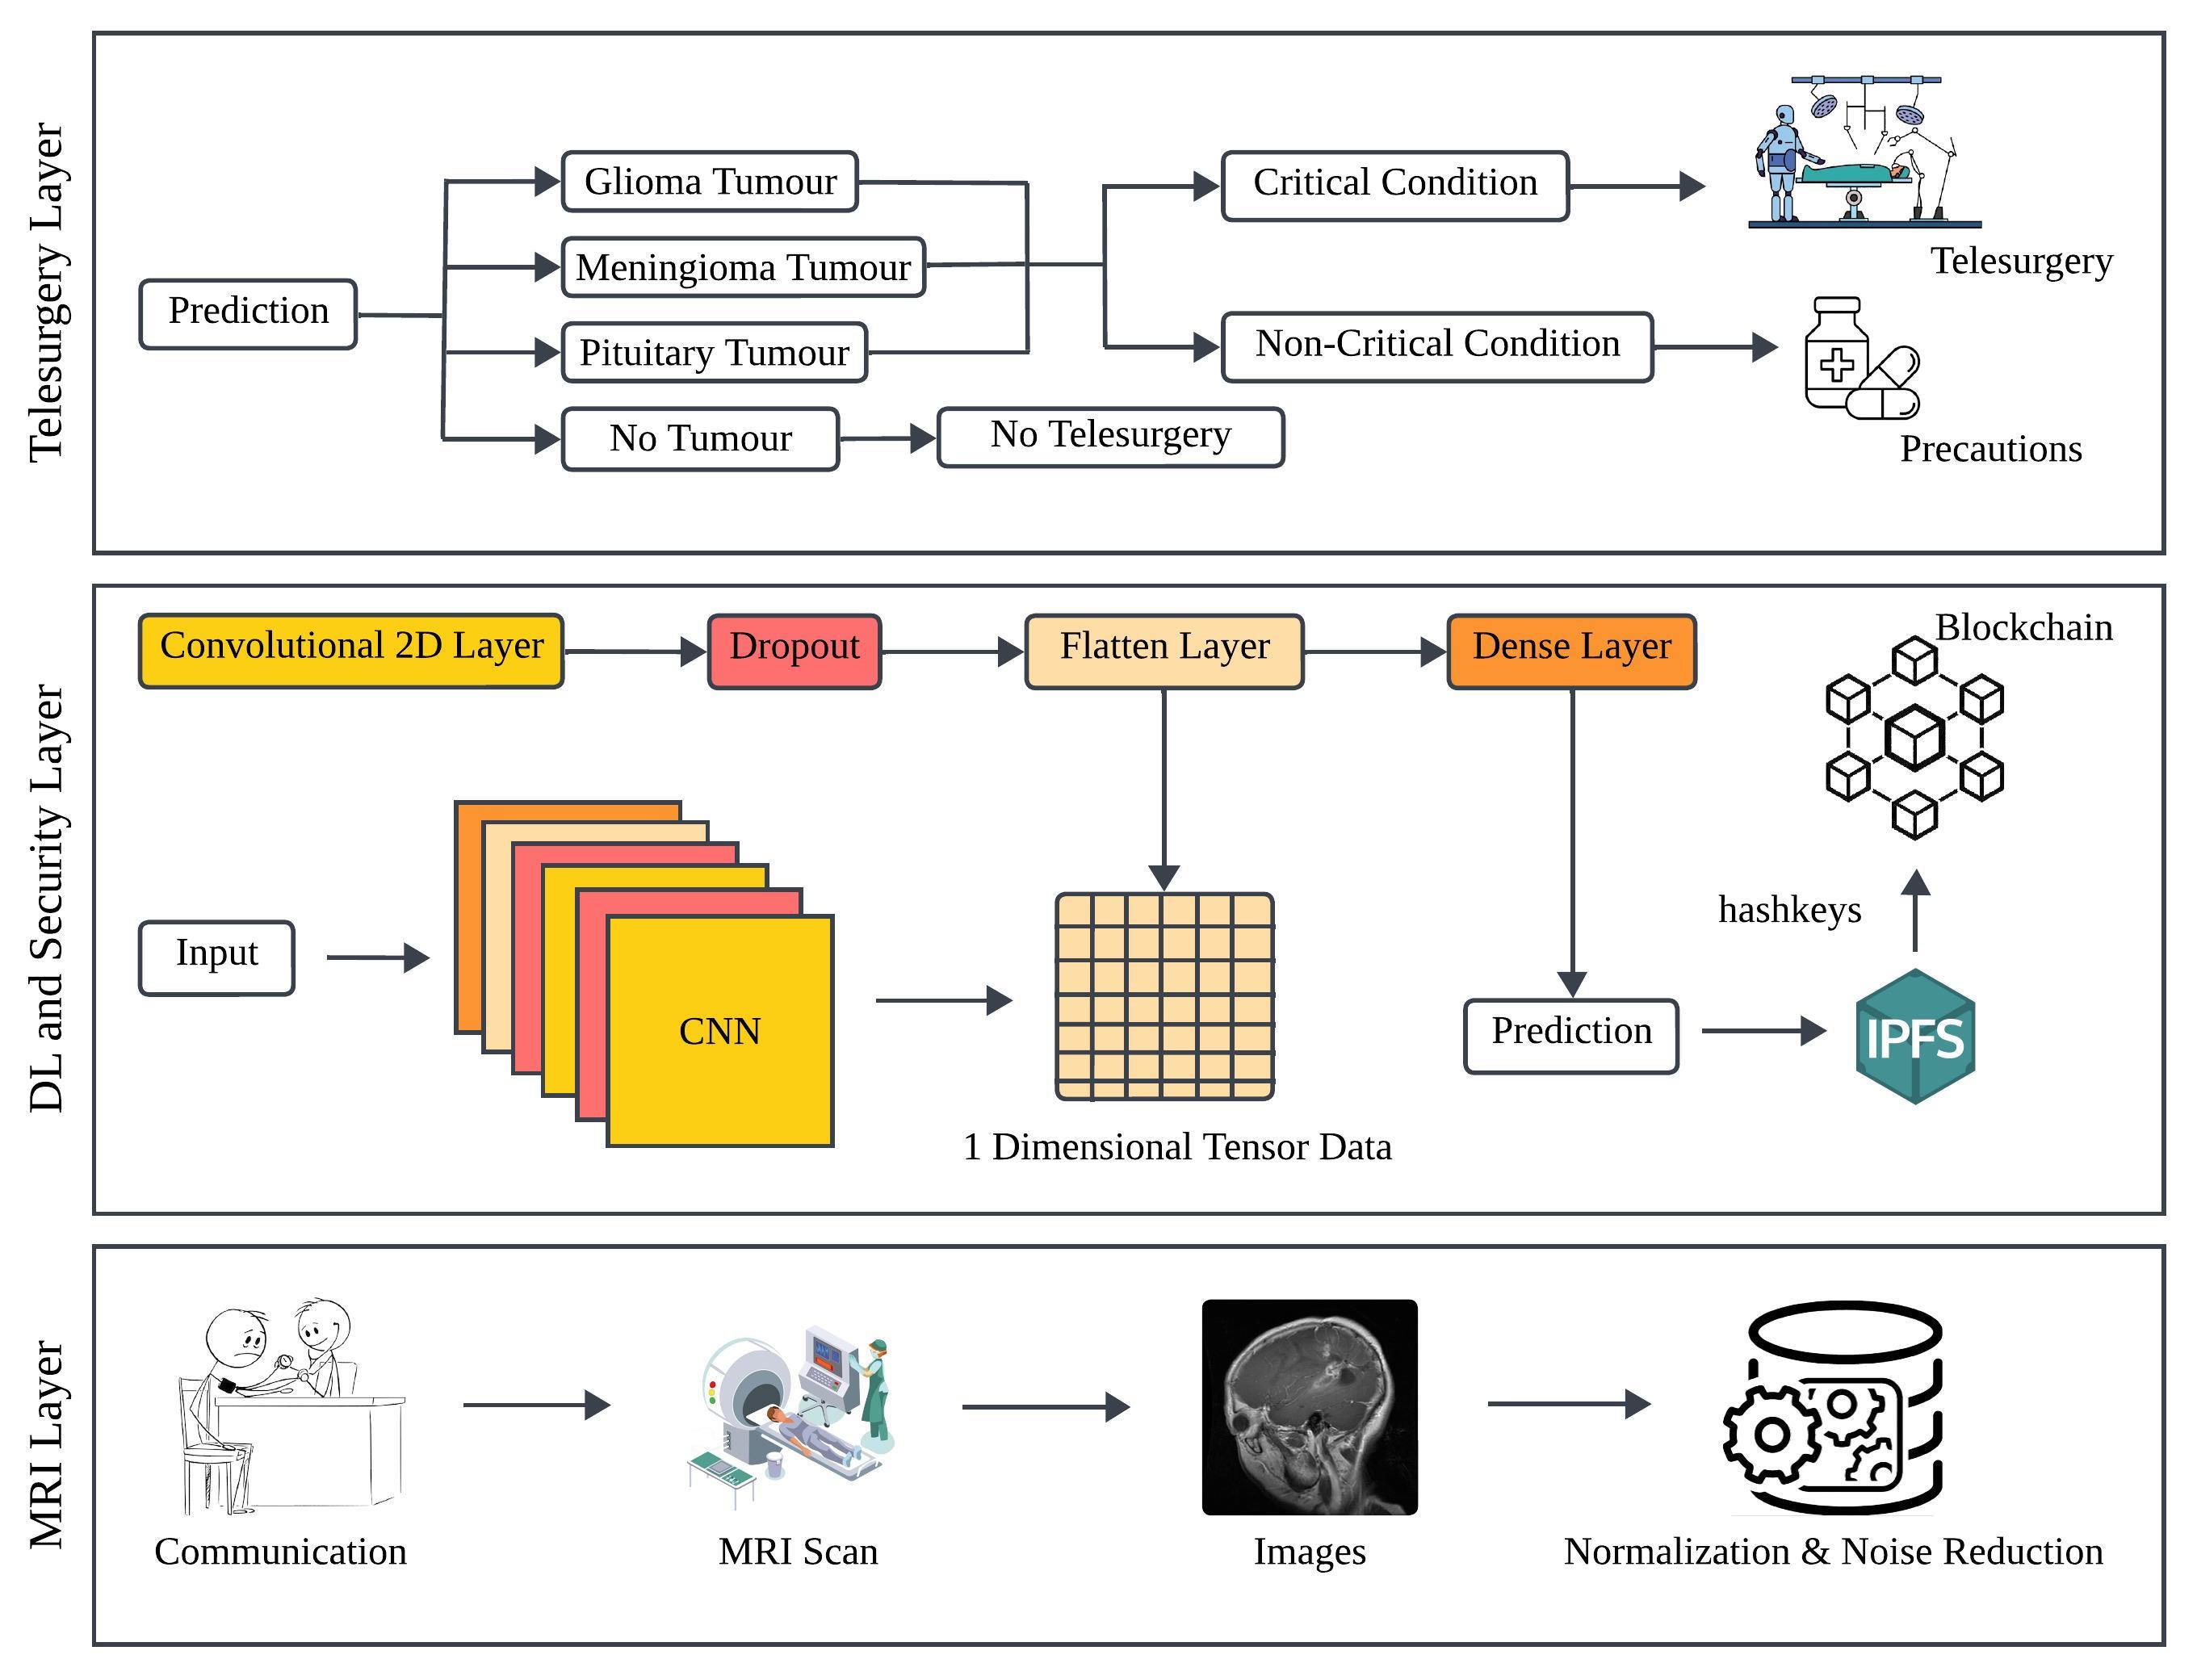 Telesurgery Layer
Prediction
Glioma Tumour
Meningioma Tumour
Pituitary Tumour
No Tumour
No Telesurgery
Critical Condition
Non-Critical Condition
Telesurgery
Precautions
DL and Security Layer
Convolutional 2D Layer
Dropout
Flatten Layer
Dense Layer
Blockchain
Input
CNN
1 Dimensional Tensor Data
Prediction
hashkeys
IPFS
MRI Layer
Communication
MRI Scan
Images
Normalization & Noise Reduction